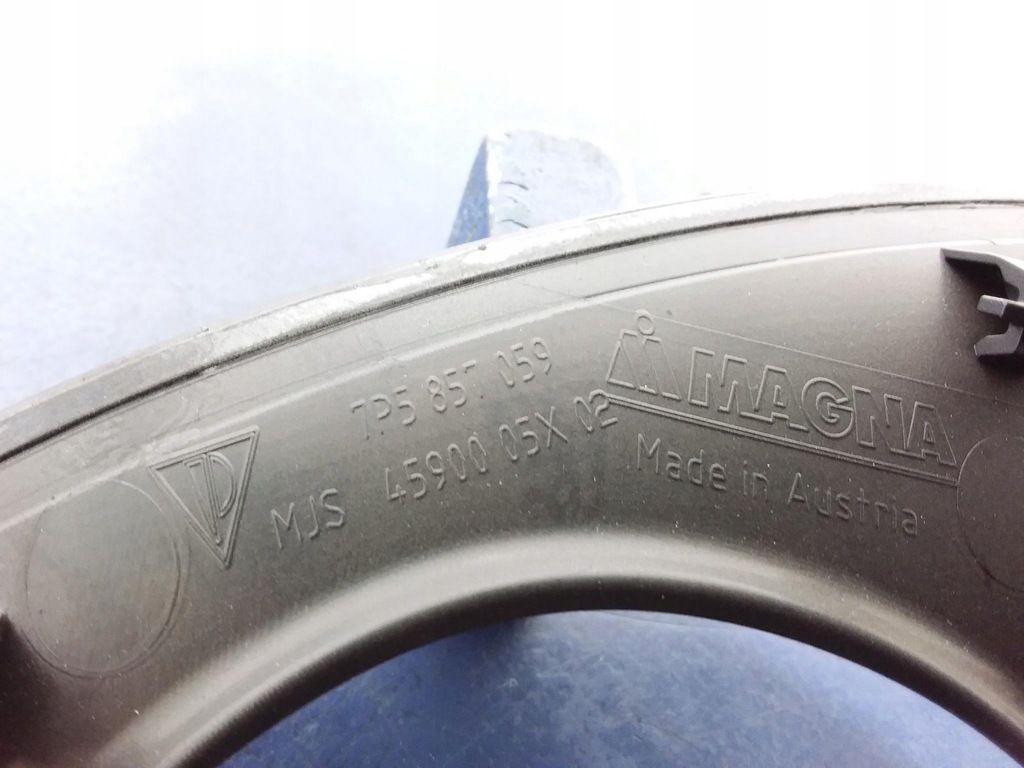 7P5 857 059
MJS 45900 05X 02
MAGNA
Made in Austria